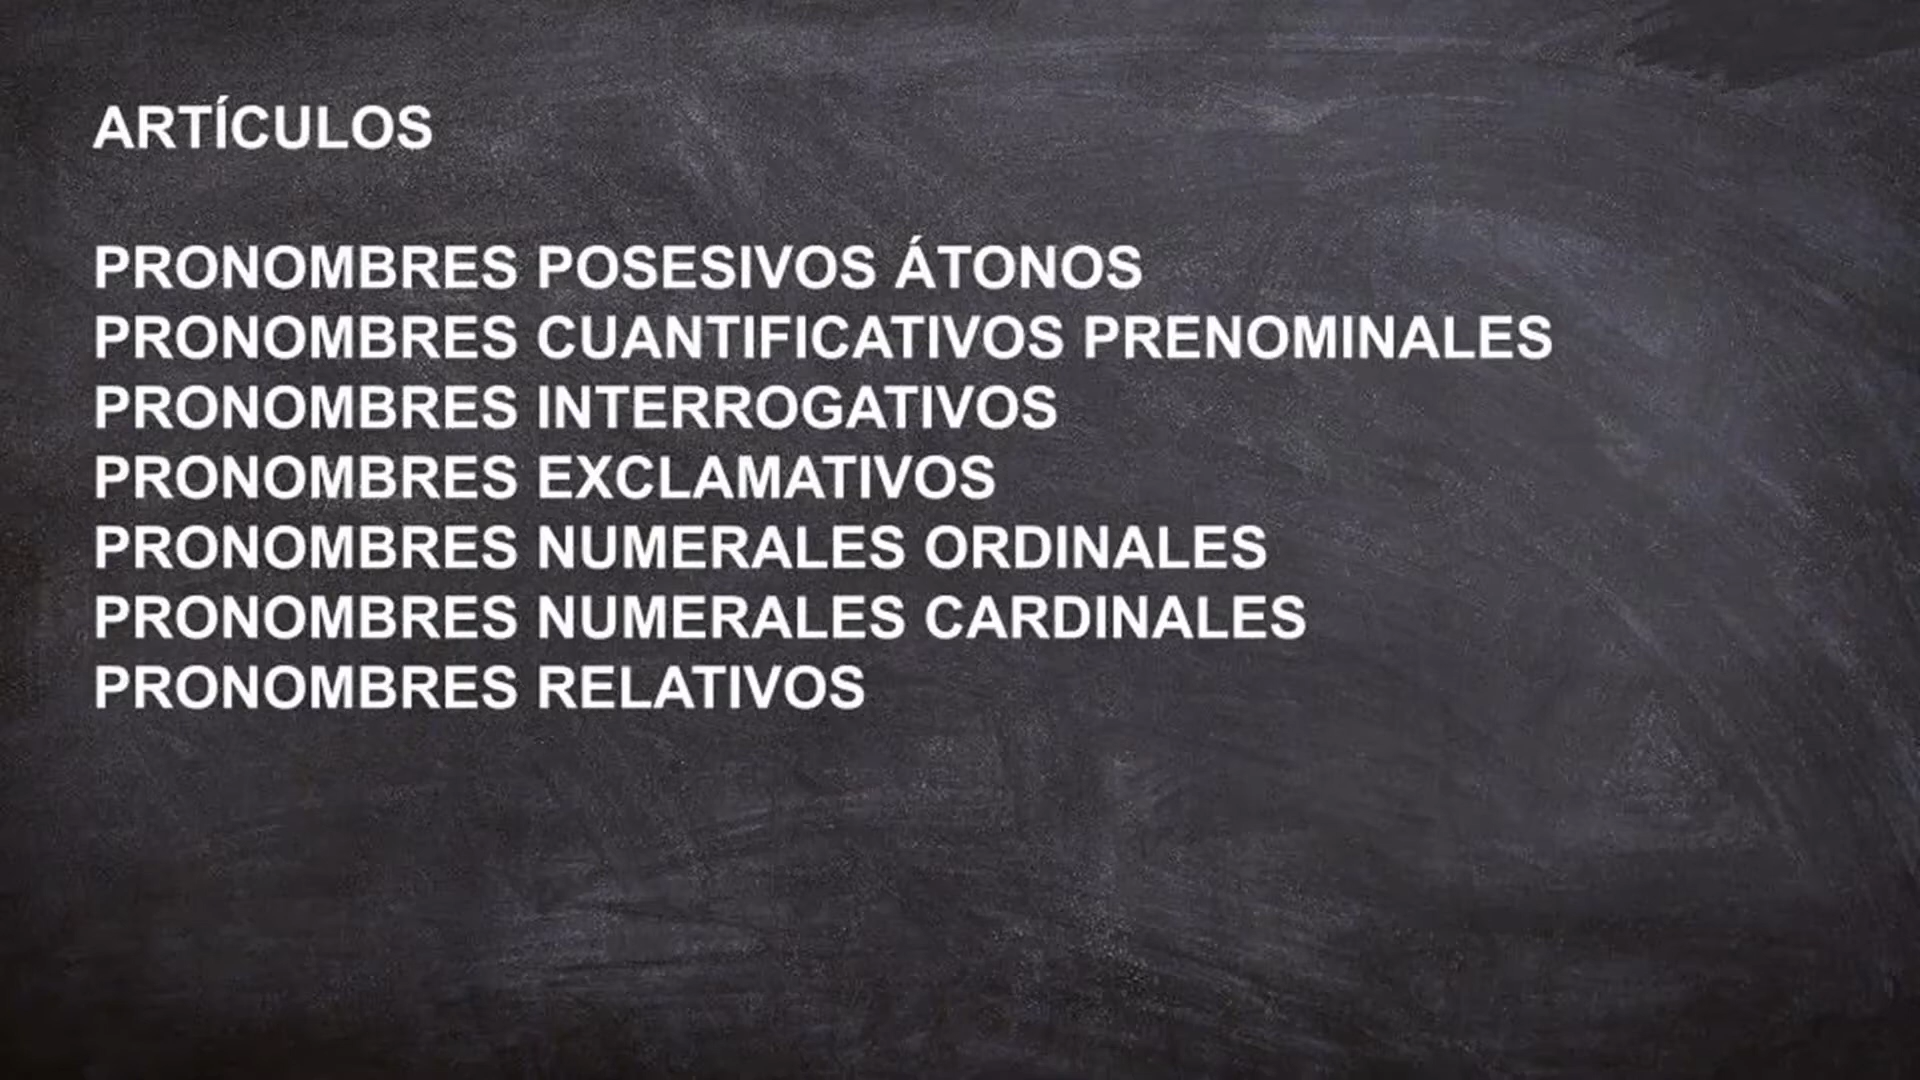 ARTÍCULOS
PRONOMBRES POSESIVOS ÁTONOS
PRONOMBRES CUANTIFICATIVOS PRENOMINALES
PRONOMBRES INTERROGATIVOS
PRONOMBRES EXCLAMATIVOS
PRONOMBRES NUMERALES ORDINALES
PRONOMBRES NUMERALES CARDINALES
PRONOMBRES RELATIVOS